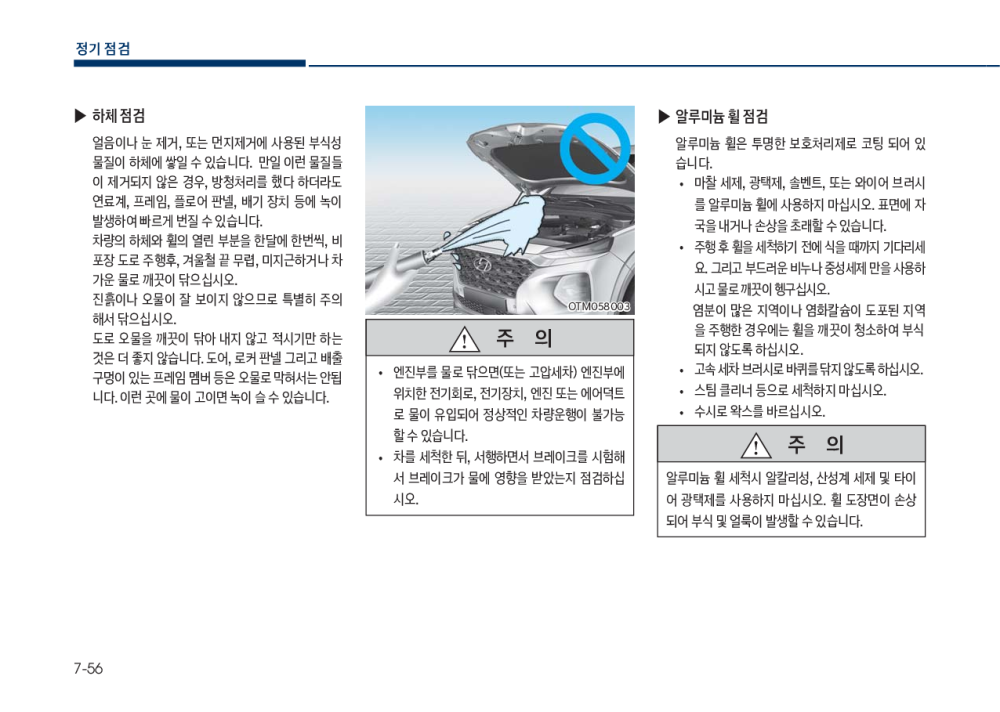 정기 점검
▶ 하체 점검
얼음이나 눈 제거, 또는 먼지제거에 사용된 부식성
물질이 하체에 쌓일 수 있습니다. 만일 이런 물질들
이 제거되지 않은 경우, 방청처리를 했다 하더라도
연료계, 프레임, 플로어 판넬, 배기 장치 등에 녹이
발생하여 빠르게 번질 수 있습니다.
차량의 하체와 휠의 열린 부분을 한달에 한번씩, 비
포장 도로 주행후, 겨울철 끝 무렵, 미지근하거나 차
가운 물로 깨끗이 닦으십시오.
진흙이나 오물이 잘 보이지 않으므로 특별히 주의
해서 닦으십시오.
도로 오물을 깨끗이 닦아 내지 않고 적시기만 하는
것은 더 좋지 않습니다. 도어, 로커 판넬 그리고 배출
구멍이 있는 프레임 멤버 등은 오물로 막혀서는 안됩
니다. 이런 곳에 물이 고이면 녹이 슬 수 있습니다.
OTM058003
주 의
• 엔진부를 물로 닦으면(또는 고압세차) 엔진부에
위치한 전기회로, 전기장치, 엔진 또는 에어덕트
로 물이 유입되어 정상적인 차량운행이 불가능
할 수 있습니다.
• 차를 세척한 뒤, 서행하면서 브레이크를 시험해
서 브레이크가 물에 영향을 받았는지 점검하십
시오.
▶ 알루미늄 휠 점검
알루미늄 휠은 투명한 보호처리제로 코팅 되어 있
습니다.
• 마찰 세제, 광택제, 솔벤트, 또는 와이어 브러시
를 알루미늄 휠에 사용하지 마십시오. 표면에 자
국을 내거나 손상을 초래할 수 있습니다.
• 주행 후 휠을 세척하기 전에 식을 때까지 기다리세
요. 그리고 부드러운 비누나 중성세제 만을 사용하
시고 물로 깨끗이 헹구십시오.
염분이 많은 지역이나 염화칼슘이 도포된 지역
을 주행한 경우에는 휠을 깨끗이 청소하여 부식
되지 않도록 하십시오.
• 고속 세차 브러시로 바퀴를 닦지 않도록 하십시오.
• 스팀 클리너 등으로 세척하지 마십시오.
• 수시로 왁스를 바르십시오.
주 의
알루미늄 휠 세척시 알칼리성, 산성계 세제 및 타이
어 광택제를 사용하지 마십시오. 휠 도장면이 손상
되어 부식 및 얼룩이 발생할 수 있습니다.
7-56